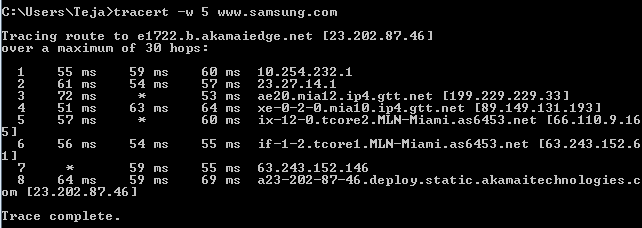 C:\Users\Teja>tracert -w 5 www.samsung.com
Tracing route to e1722.b.akamaiedge.net [23.202.87.46]
over a maximum of 30 hops:
1 55 ms 59 ms 60 ms 10.254.232.1
2 61 ms 54 ms 57 ms 23.27.14.1
3 72 ms * 53 ms ae20.mia12.ip4.gtt.net [199.229.229.33]
4 51 ms 63 ms 64 ms xe-0-2-0.mia10.ip4.gtt.net [89.149.131.193]
5 57 ms * 60 ms ix-12-0.tcore2.MLN-Miami.as6453.net [66.110.9.16
5]
6 56 ms 54 ms 55 ms if-1-2.tcore1.MLN-Miami.as6453.net [63.243.152.6
1]
7 * 59 ms 55 ms 63.243.152.146
8 64 ms 59 ms 69 ms a23-202-87-46.deploy.static.akamaitechnologies.c
om [23.202.87.46]
Trace complete.